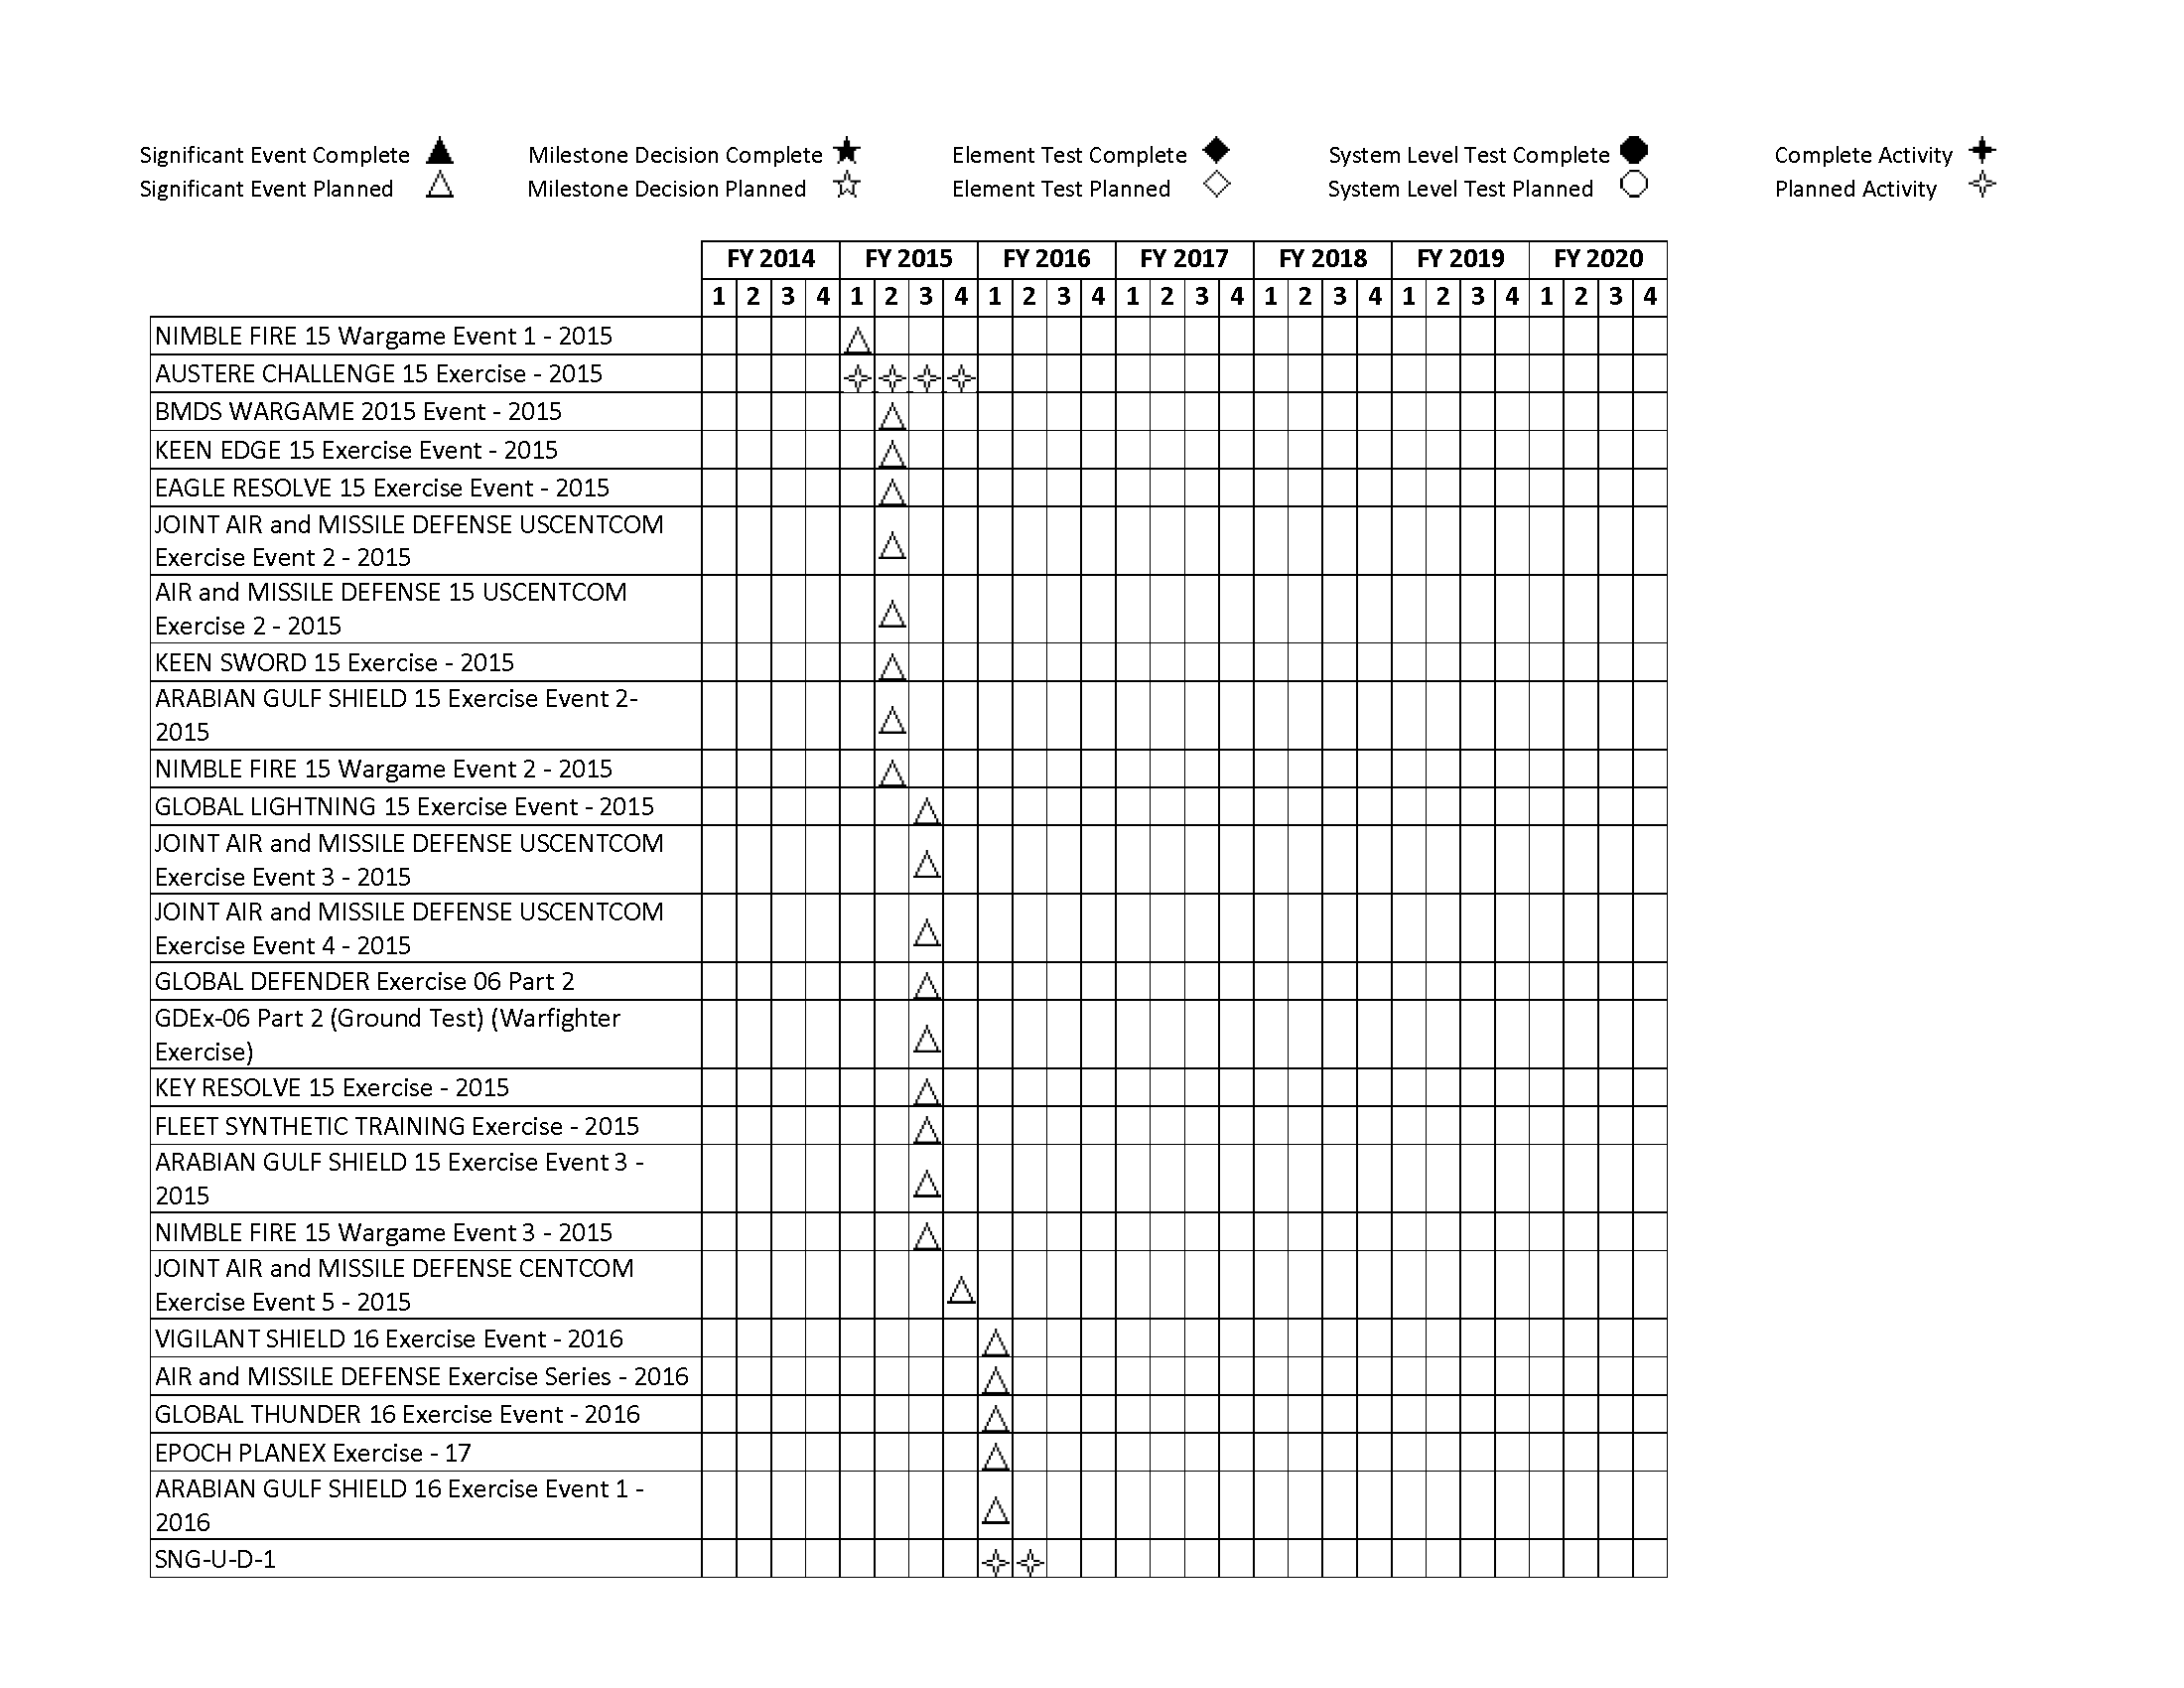 Significant Event Complete Milestone Decision Complete Element Test Complete System Level Test Complete Complete Activity
Significant Event Planned Milestone Decision Planned Element Test Planned System Level Test Planned Planned Activity
FY 2014 FY 2015 FY 2016 FY 2017 FY 2018 FY 2019 FY 2020
1 2 3 4 1 2 3 4 1 2 3 4 1 2 3 4 1 2 3 4 1 2 3 4 1 2 3 4
NIMBLE FIRE 15 Wargame Event 1 - 2015
AUSTERE CHALLENGE 15 Exercise - 2015
BMDS WARGAME 2015 Event - 2015
KEEN EDGE 15 Exercise Event - 2015
EAGLE RESOLVE 15 Exercise Event - 2015
JOINT AIR and MISSILE DEFENSE USCENTCOM
Exercise Event 2 - 2015
AIR and MISSILE DEFENSE 15 USCENTCOM
Exercise 2 - 2015
KEEN SWORD 15 Exercise - 2015
ARABIAN GULF SHIELD 15 Exercise Event 2-
2015
NIMBLE FIRE 15 Wargame Event 2 - 2015
GLOBAL LIGHTNING 15 Exercise Event - 2015
JOINT AIR and MISSILE DEFENSE USCENTCOM
Exercise Event 3 - 2015
JOINT AIR and MISSILE DEFENSE USCENTCOM
Exercise Event 4 - 2015
GLOBAL DEFENDER Exercise 06 Part 2
GDEx-06 Part 2 (Ground Test) (Warfighter
Exercise)
KEY RESOLVE 15 Exercise - 2015
FLEET SYNTHETIC TRAINING Exercise - 2015
ARABIAN GULF SHIELD 15 Exercise Event 3 -
2015
NIMBLE FIRE 15 Wargame Event 3 - 2015
JOINT AIR and MISSILE DEFENSE CENTCOM
Exercise Event 5 - 2015
VIGILANT SHIELD 16 Exercise Event - 2016
AIR and MISSILE DEFENSE Exercise Series - 2016
GLOBAL THUNDER 16 Exercise Event - 2016
EPOCH PLANEX Exercise - 17
ARABIAN GULF SHIELD 16 Exercise Event 1 -
2016
SNG-U-D-1